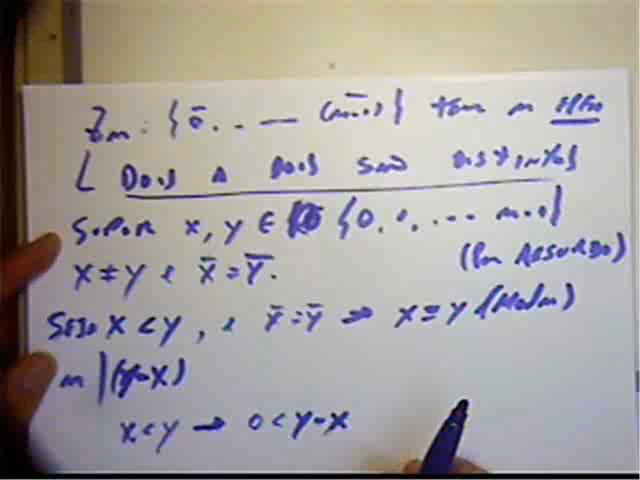 Zm: {0̄, . . — (m-1)} tem m ELEM
L DOIS A DOIS SÃO DISTINTOS
SUPOR x, y ∈ {0, 1, .... m-1}
(POR ABSURDO)
x ≠ y e x̄ = ȳ.
SEJA x < y, e x̄ = ȳ ⇒ x ≡ y (Mod m)
m | (y-x)
x < y → 0 < y-x